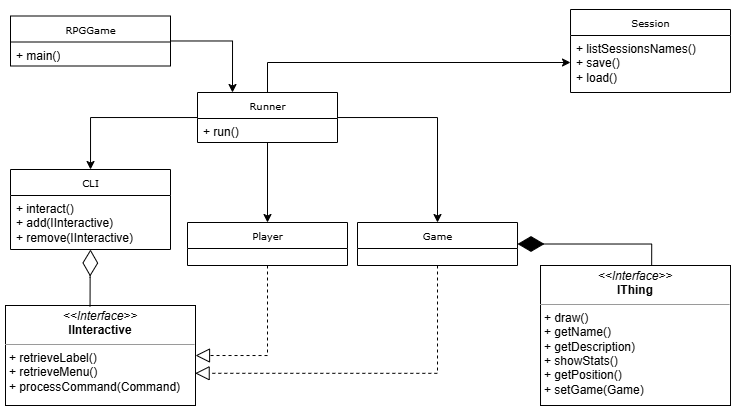 RPGGame
+ main()
Session
+ listSessionsNames()
+ save()
+ load()
Runner
+ run()
CLI
+ interact()
+ add(IInteractive)
+ remove(IInteractive)
Player
Game
<<Interface>>
IInteractive
+ retrieveLabel()
+ retrieveMenu()
+ processCommand(Command)
<<Interface>>
IThing
+ draw()
+ getName()
+ getDescription)
+ showStats()
+ getPosition()
+ setGame(Game)